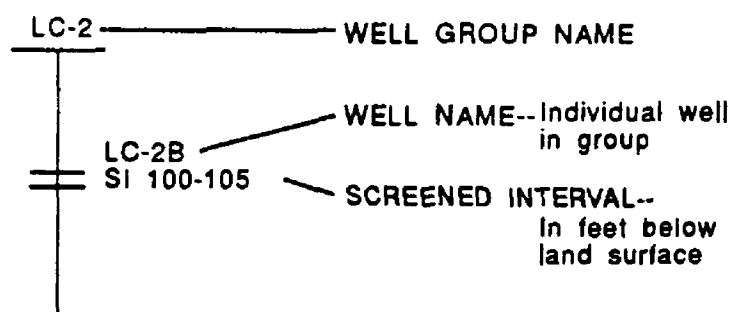 LC-2 WELL GROUP NAME
WELL NAME--Individual well
in group
LC-2B
SI 100-105
SCREENED INTERVAL--
In feet below
land surface